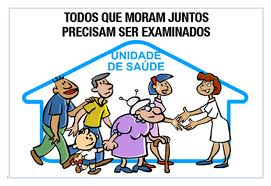 TODOS QUE MORAM JUNTOS
PRECISAM SER EXAMINADOS
UNIDADE
DE SAÚDE